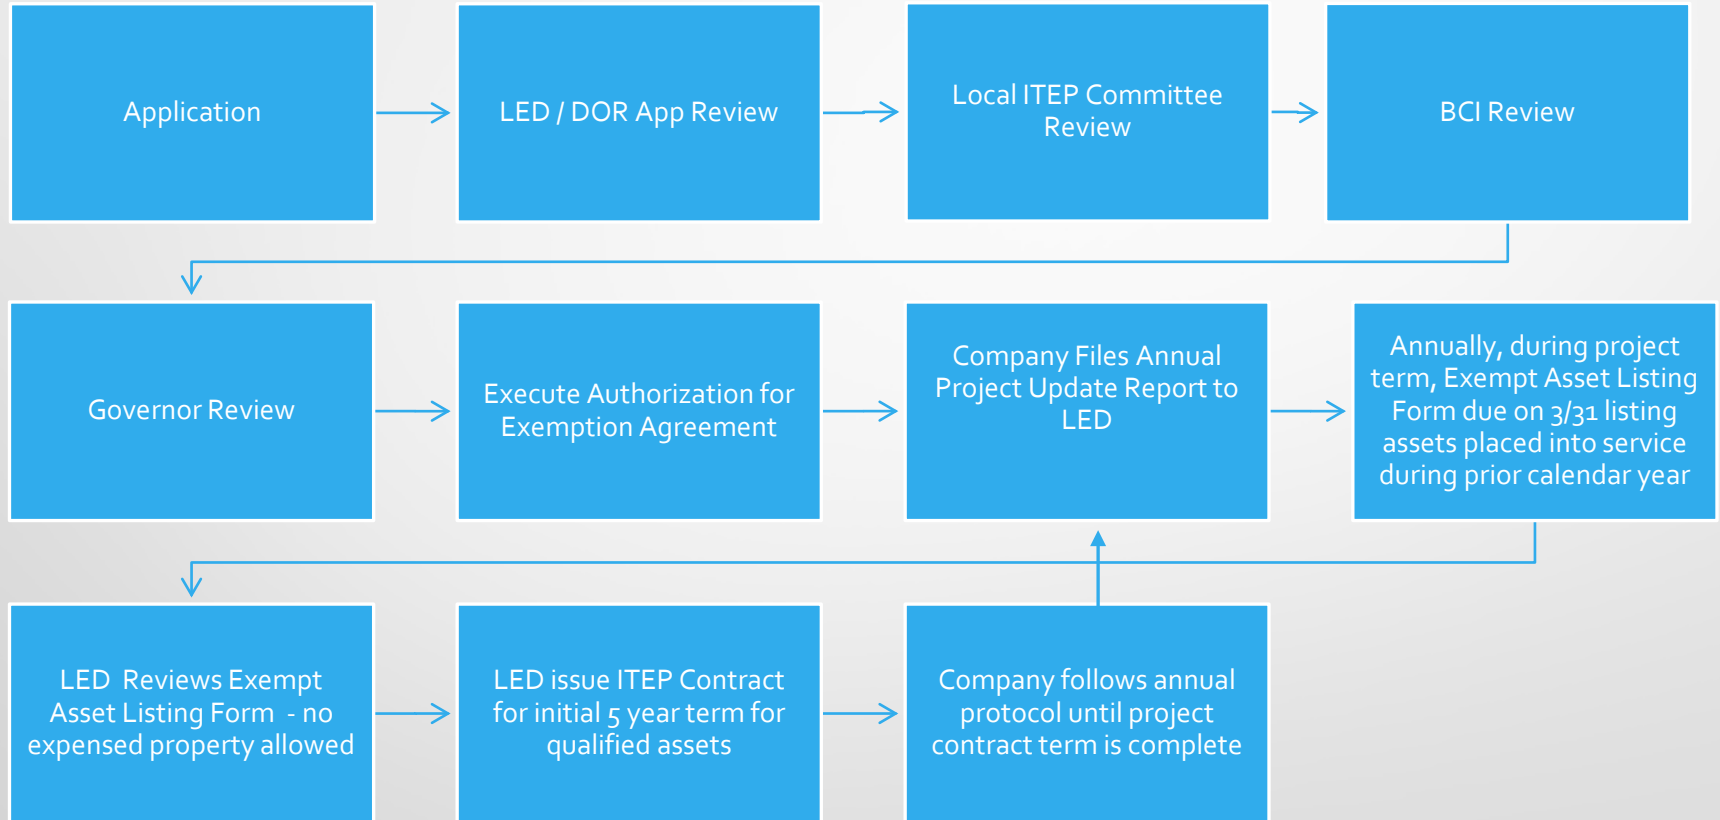 Application
LED / DOR App Review
Local ITEP Committee
Review
BCI Review
Governor Review
Execute Authorization for
Exemption Agreement
Company Files Annual
Project Update Report to
LED
Annually, during project
term, Exempt Asset Listing
Form due on 3/31 listing
assets placed into service
during prior calendar year
LED  Reviews Exempt
Asset Listing Form  - no
expensed property allowed
LED issue ITEP Contract
for initial 5 year term for
qualified assets
Company follows annual
protocol until project
contract term is complete